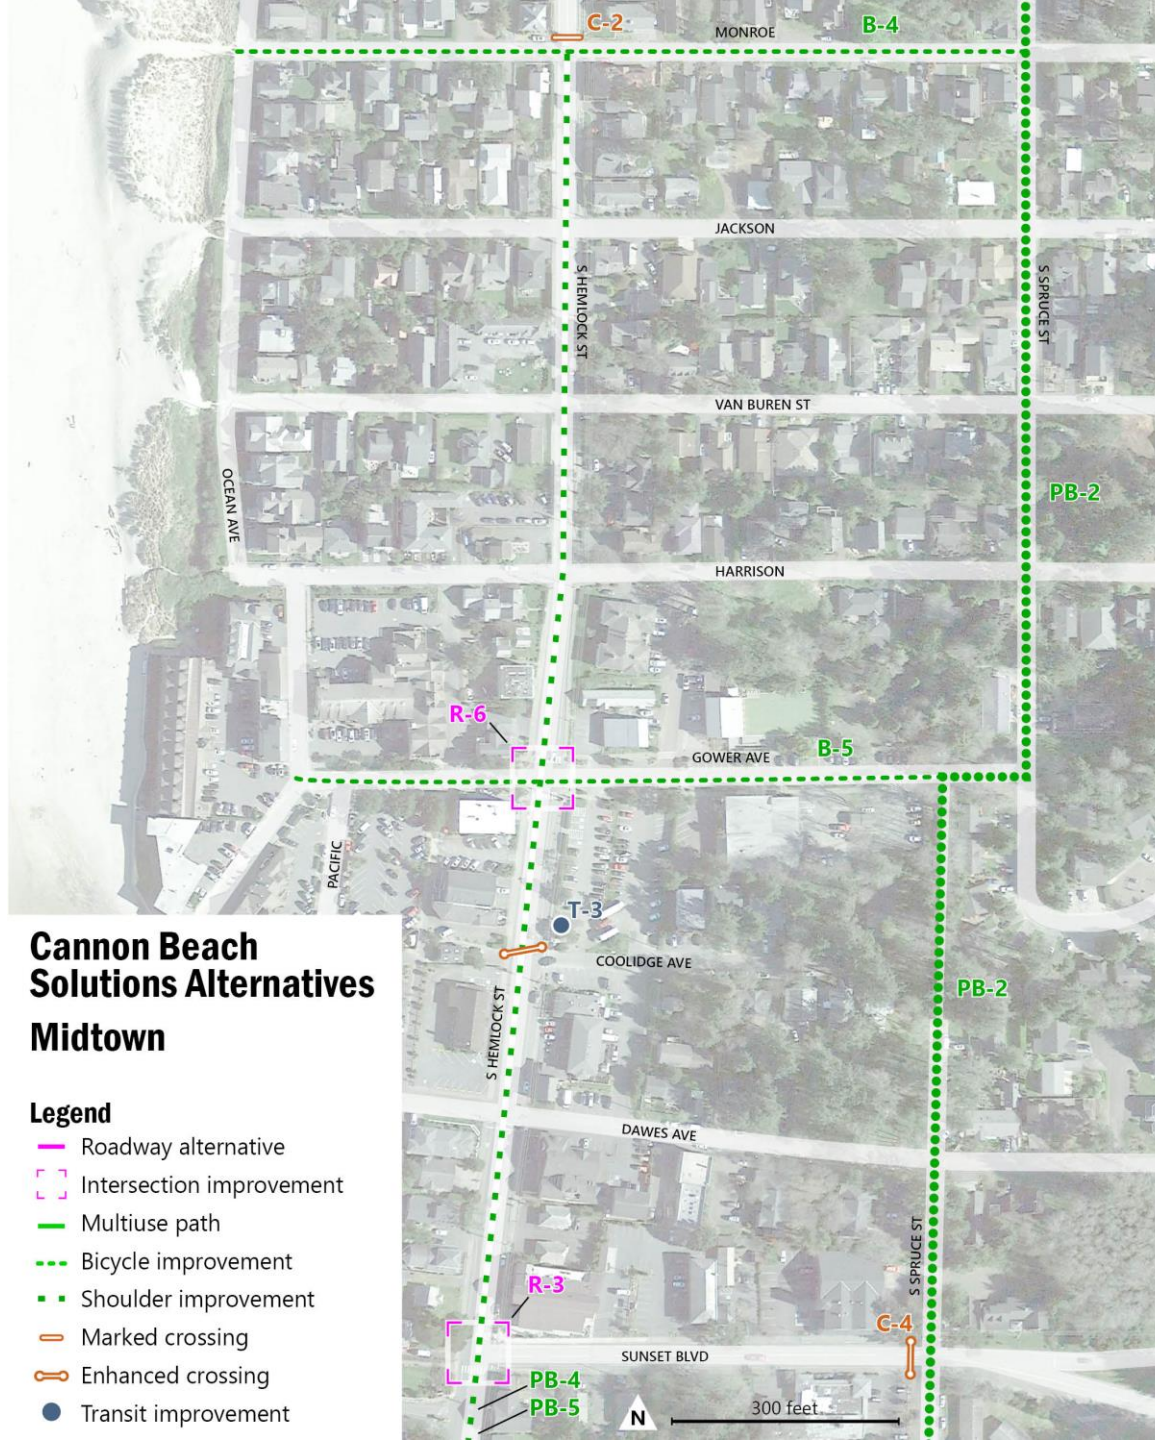 C-2
MONROE
B-4
JACKSON
S HEMLOCK ST
S SPRUCE ST
VAN BUREN ST
OCEAN AVE
PB-2
HARRISON
R-6
GOWER AVE
B-5
PACIFIC
T-3
COOLIDGE AVE
PB-2
S HEMLOCK ST
DAWES AVE
S SPRUCE ST
R-3
C-4
SUNSET BLVD
PB-4
PB-5
N
300 feet
Cannon Beach
Solutions Alternatives
Midtown
Legend
Roadway alternative
Intersection improvement
Multiuse path
Bicycle improvement
Shoulder improvement
Marked crossing
Enhanced crossing
Transit improvement